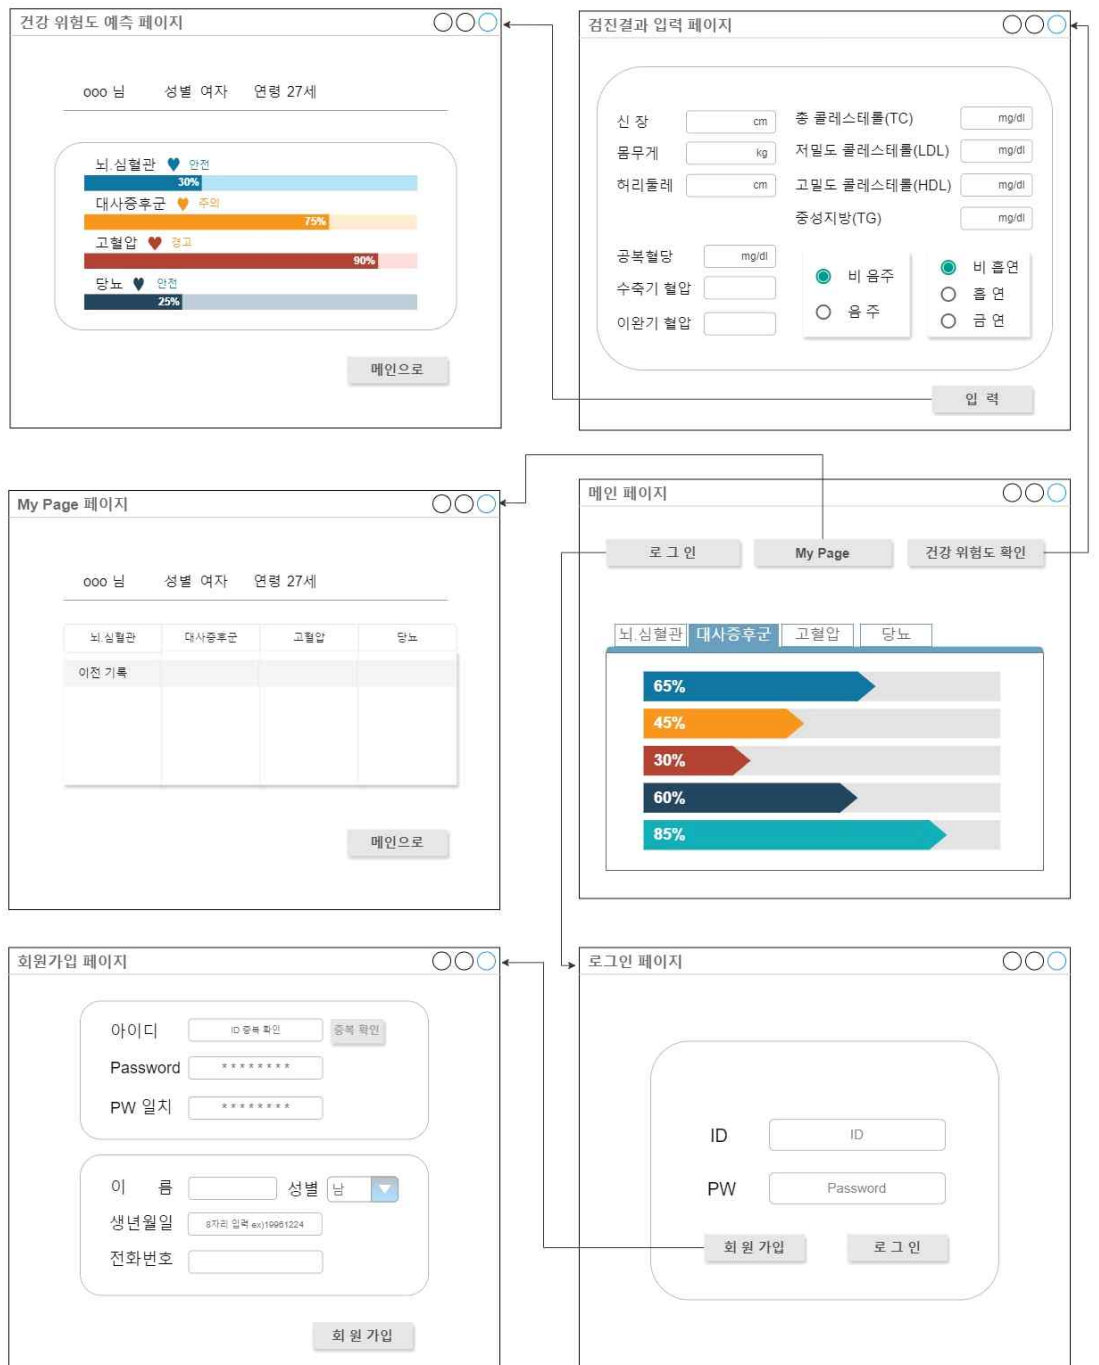 건강 위험도 예측 페이지
ooo 님 성별 여자 연령 27세
뇌.심혈관 안전
30%
대사증후군 주의
75%
고혈압 경고
90%
당뇨 안전
25%
메인으로
검진결과 입력 페이지
신 장 cm 총 콜레스테롤(TC) mg/dl
몸무게 kg 저밀도 콜레스테롤(LDL) mg/dl
허리둘레 cm 고밀도 콜레스테롤(HDL) mg/dl
중성지방(TG) mg/dl
공복혈당 mg/dl
수축기 혈압
이완기 혈압
비 음주
음 주
비 흡연
흡 연
금 연
입 력
My Page 페이지
ooo 님 성별 여자 연령 27세
뇌.심혈관 대사증후군 고혈압 당뇨
이전 기록
메인으로
메인 페이지
로 그 인 My Page 건강 위험도 확인
뇌.심혈관 대사증후군 고혈압 당뇨
65%
45%
30%
60%
85%
회원가입 페이지
아이디 ID 중복 확인 중복 확인
Password ********
PW 일치 ********
이 름 성별 남
생년월일 8자리 입력 ex)19961224
전화번호
회 원 가입
로그인 페이지
ID ID
PW Password
회 원 가입 로 그 인